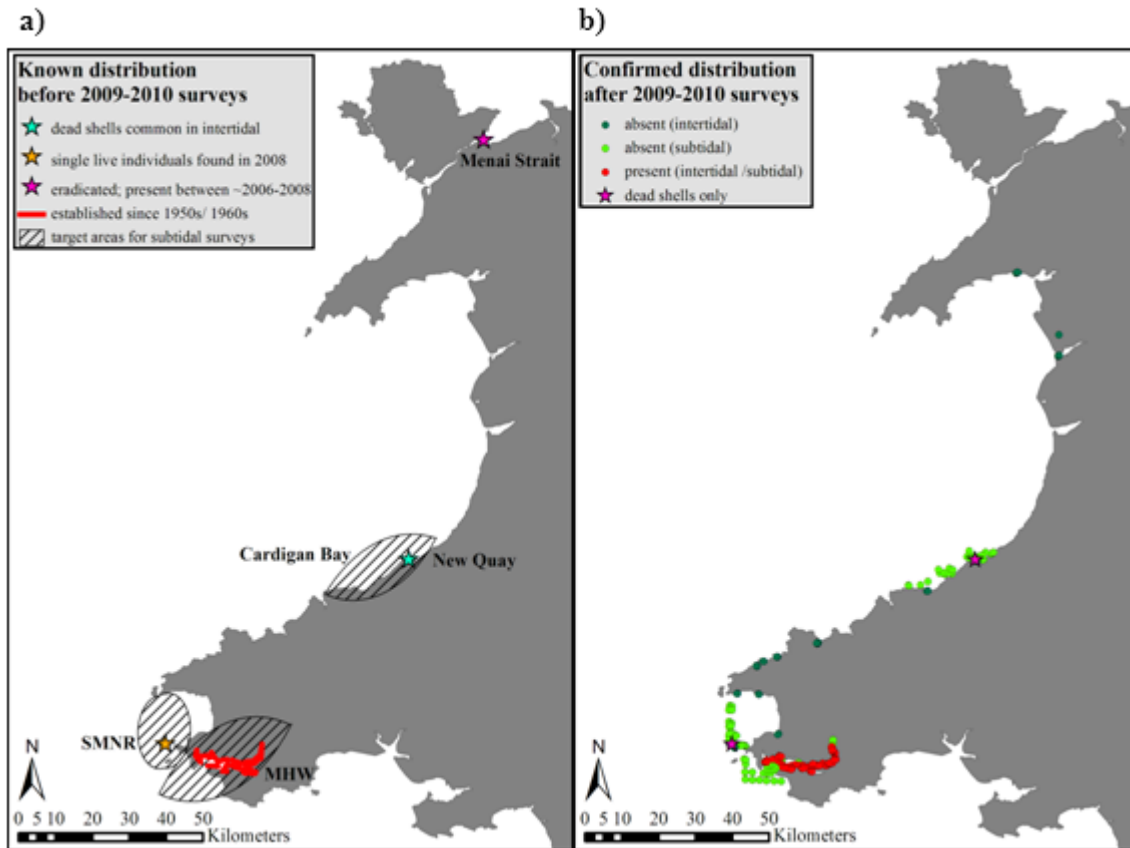 a)
Known distribution
before 2009-2010 surveys
dead shells common in intertidal
single live individuals found in 2008
eradicated; present between ~2006-2008
established since 1950s/ 1960s
target areas for subtidal surveys
Menai Strait
Cardigan Bay
New Quay
SMNR
MHW
N
0 5 10 20 30 40 50
Kilometers
b)
Confirmed distribution
after 2009-2010 surveys
absent (intertidal)
absent (subtidal)
present (intertidal /subtidal)
dead shells only
N
0 5 10 20 30 40 50
Kilometers